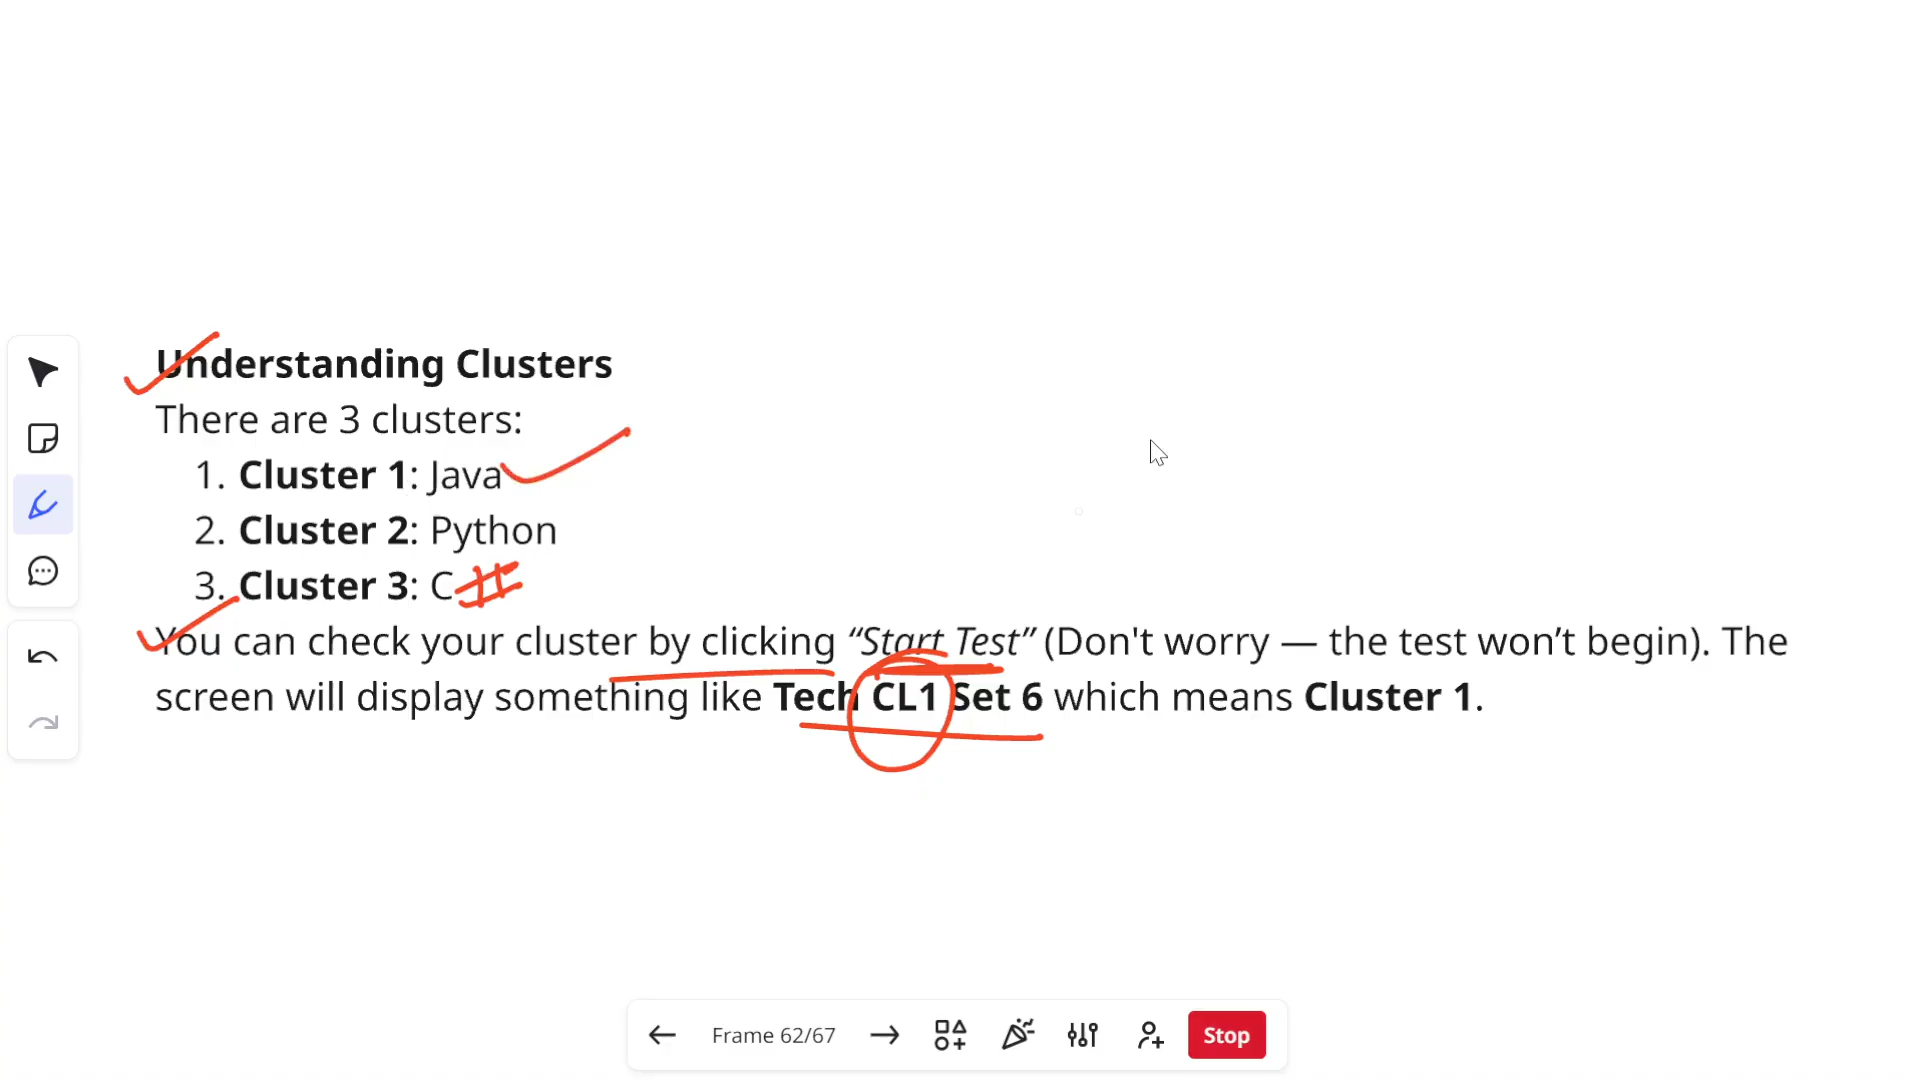 Understanding Clusters
There are 3 clusters:
1. Cluster 1: Java
2. Cluster 2: Python
3. Cluster 3: C#
You can check your cluster by clicking “Start Test” (Don't worry — the test won’t begin). The
screen will display something like Tech CL1 Set 6 which means Cluster 1.
Frame 62/67
Stop